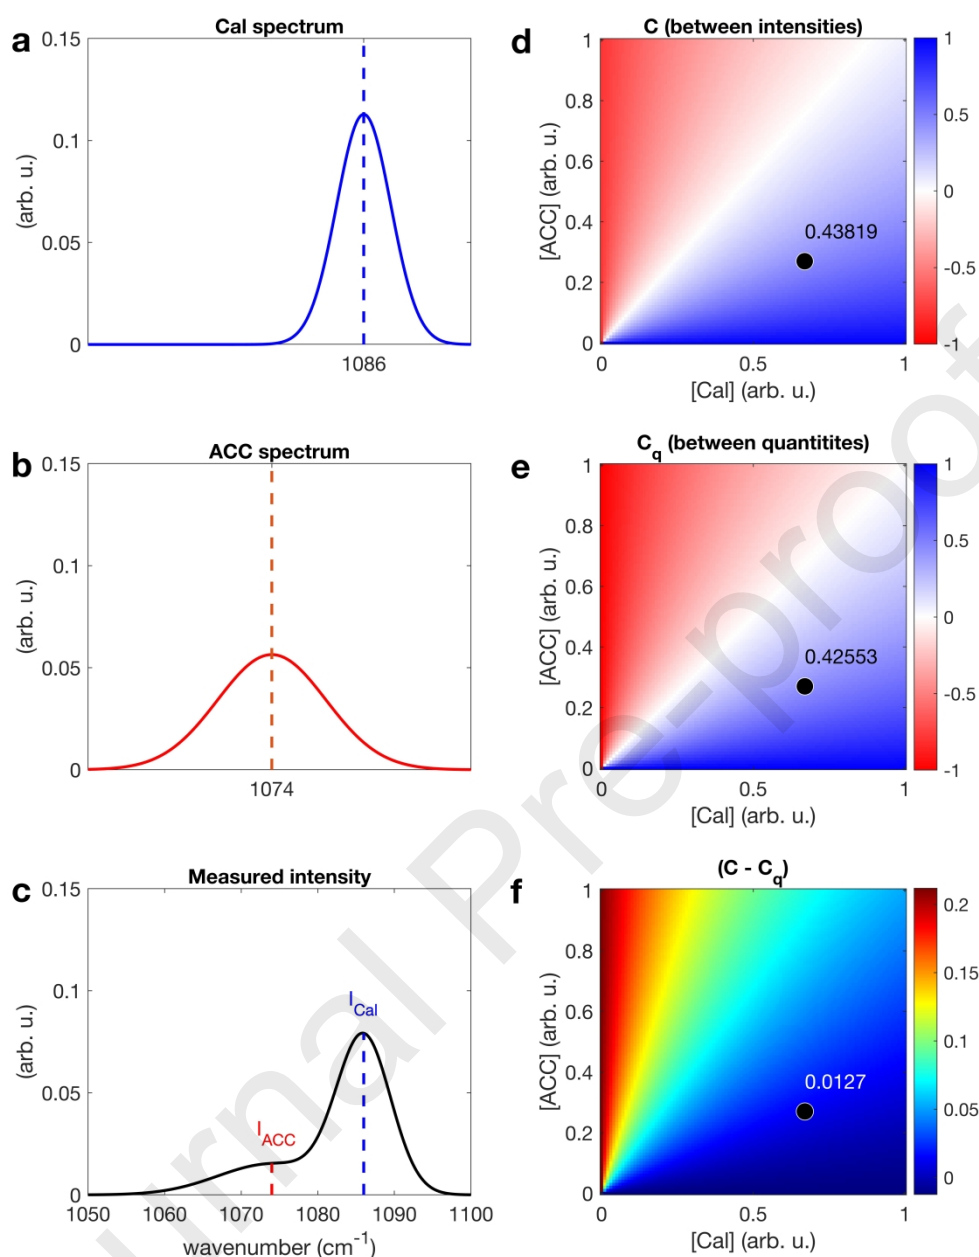 a
Cal spectrum
0.15
0.1
0.05
0
(arb. u.)
1086
b
ACC spectrum
0.15
0.1
0.05
0
(arb. u.)
1074
c
Measured intensity
0.15
0.1
0.05
0
(arb. u.)
I_Cal
I_ACC
1050 1060 1070 1080 1090 1100
wavenumber (cm⁻¹)
d
C (between intensities)
1
0.8
0.6
0.4
0.2
0
[ACC] (arb. u.)
0.43819
0 0.5 1
[Cal] (arb. u.)
1
0.5
0
-0.5
-1
e
C_q (between quantitites)
1
0.8
0.6
0.4
0.2
0
[ACC] (arb. u.)
0.42553
0 0.5 1
[Cal] (arb. u.)
1
0.5
0
-0.5
-1
f
(C - C_q)
1
0.8
0.6
0.4
0.2
0
[ACC] (arb. u.)
0.0127
0 0.5 1
[Cal] (arb. u.)
0.2
0.15
0.1
0.05
0
urnal Pre-proof